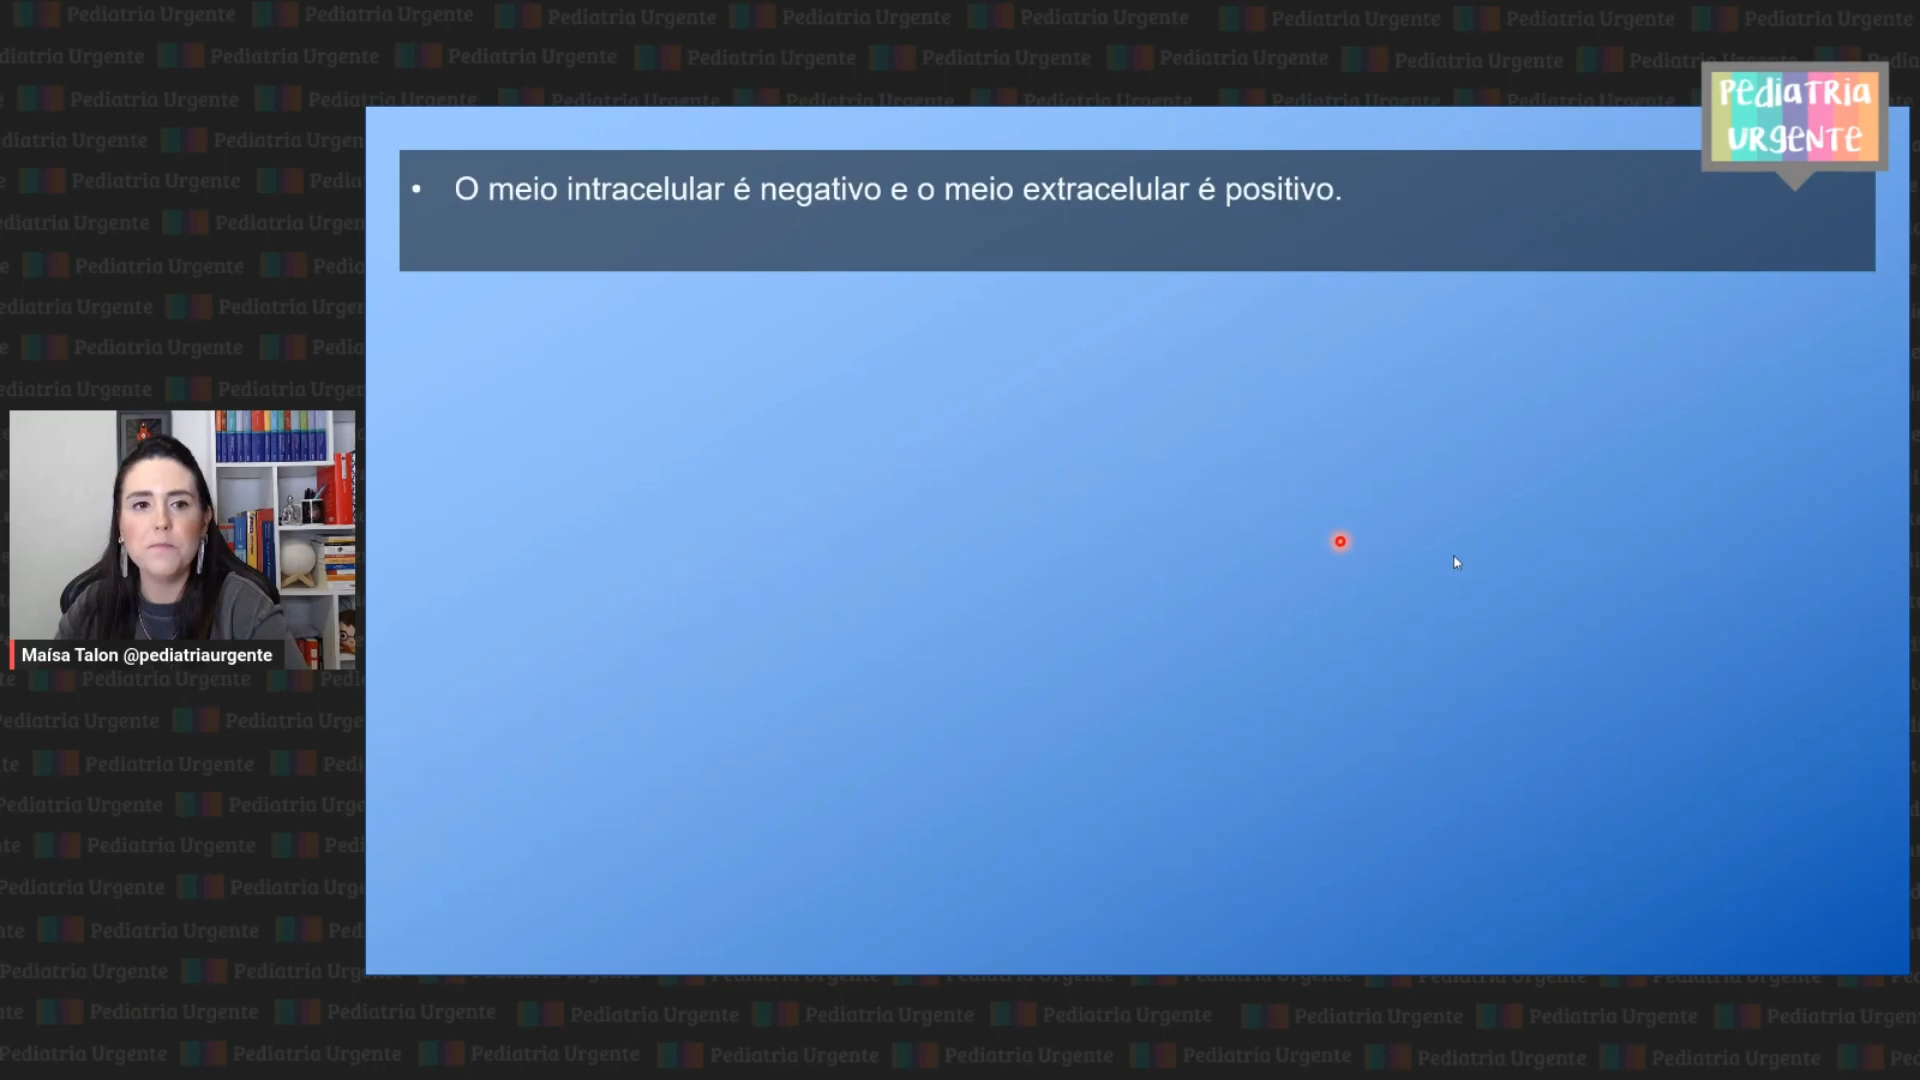 PediaTRia
URgenTe
• O meio intracelular é negativo e o meio extracelular é positivo.
Maísa Talon @pediatriaurgente
Pediatria Urgente